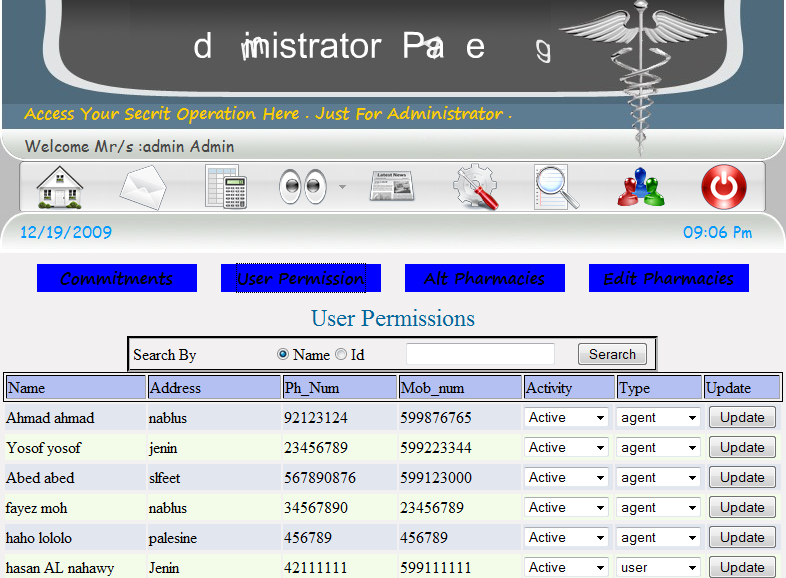 dministrator Pa e g
Access Your Secrit Operation Here . Just For Administrator .
Welcome Mr/s :admin Admin
Latest News
12/19/2009 09:06 Pm
Commitments User Permission Alt Pharmacies Edit Pharmacies
User Permissions
Search By Name Id Serarch
Name Address Ph_Num Mob_num Activity Type Update
Ahmad ahmad nablus 92123124 599876765 Active agent Update
Yosof yosof jenin 23456789 599223344 Active agent Update
Abed abed slfeet 567890876 599123000 Active agent Update
fayez moh nablus 34567890 23456789 Active agent Update
haho lololo palesine 456789 456789 Active agent Update
hasan AL nahawy Jenin 42111111 599111111 Active user Update